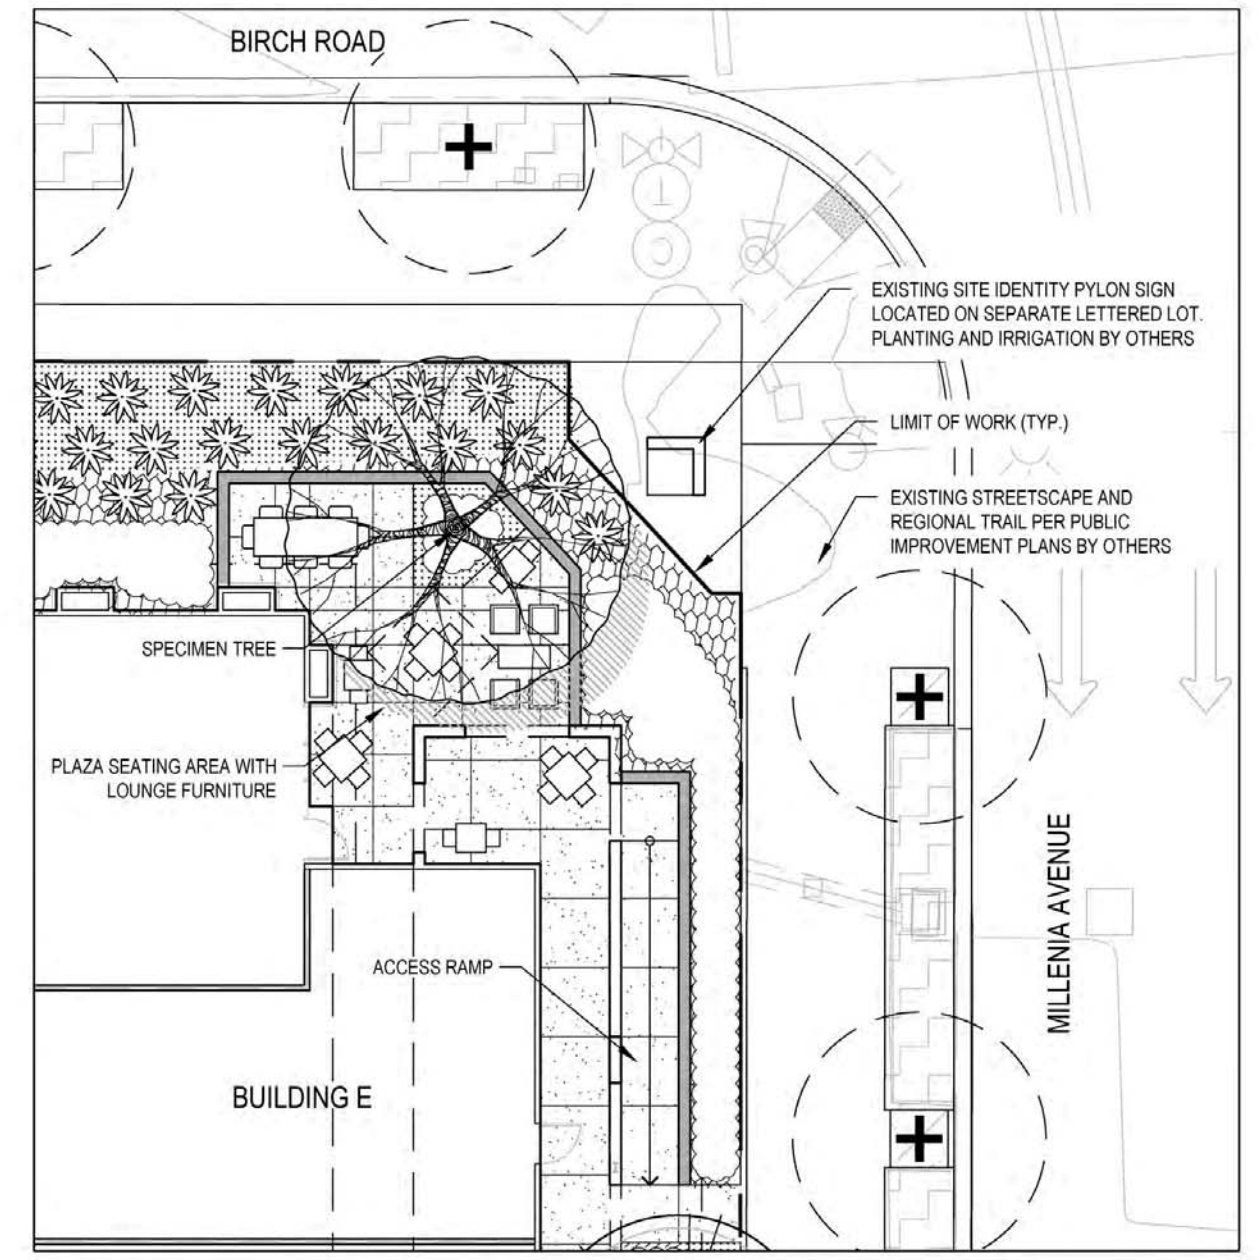 BIRCH ROAD
EXISTING SITE IDENTITY PYLON SIGN
LOCATED ON SEPARATE LETTERED LOT.
PLANTING AND IRRIGATION BY OTHERS
LIMIT OF WORK (TYP.)
EXISTING STREETSCAPE AND
REGIONAL TRAIL PER PUBLIC
IMPROVEMENT PLANS BY OTHERS
SPECIMEN TREE
PLAZA SEATING AREA WITH
LOUNGE FURNITURE
MILLENIA AVENUE
ACCESS RAMP
BUILDING E